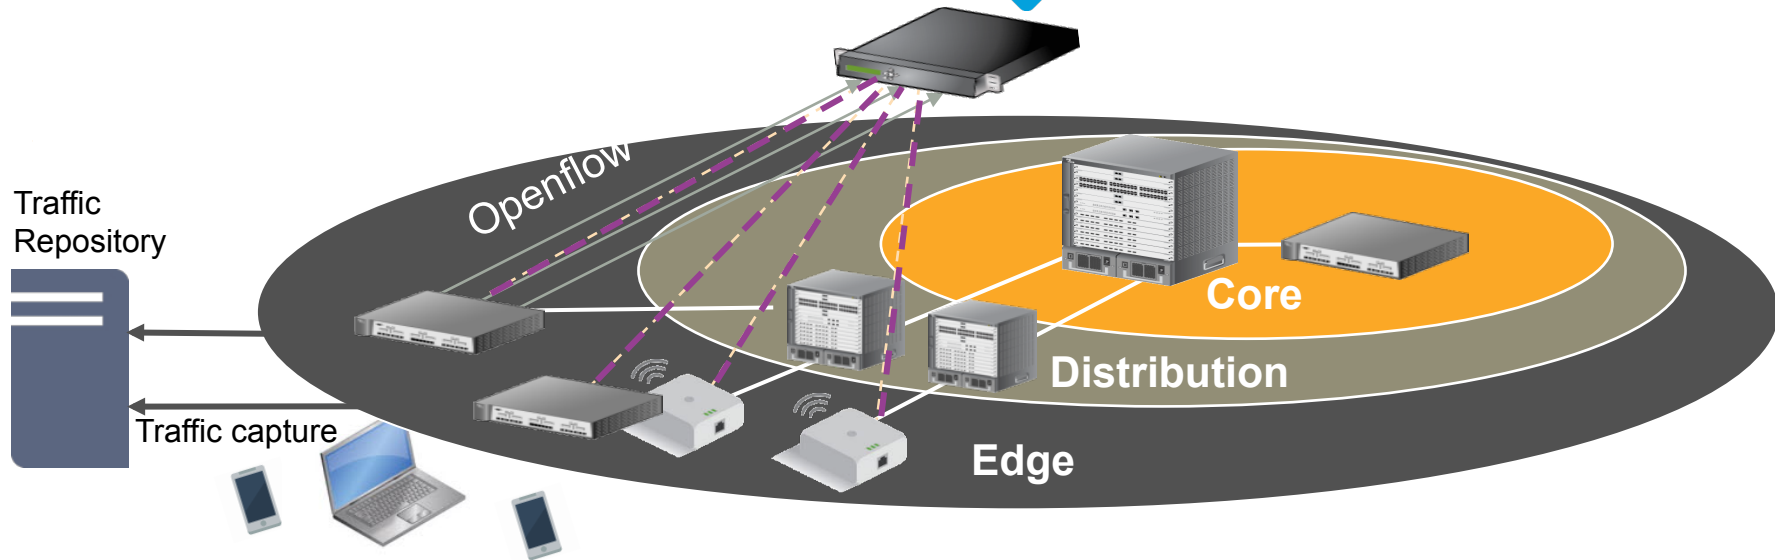 Openflow
Traffic
Repository
Core
Distribution
Traffic capture
Edge